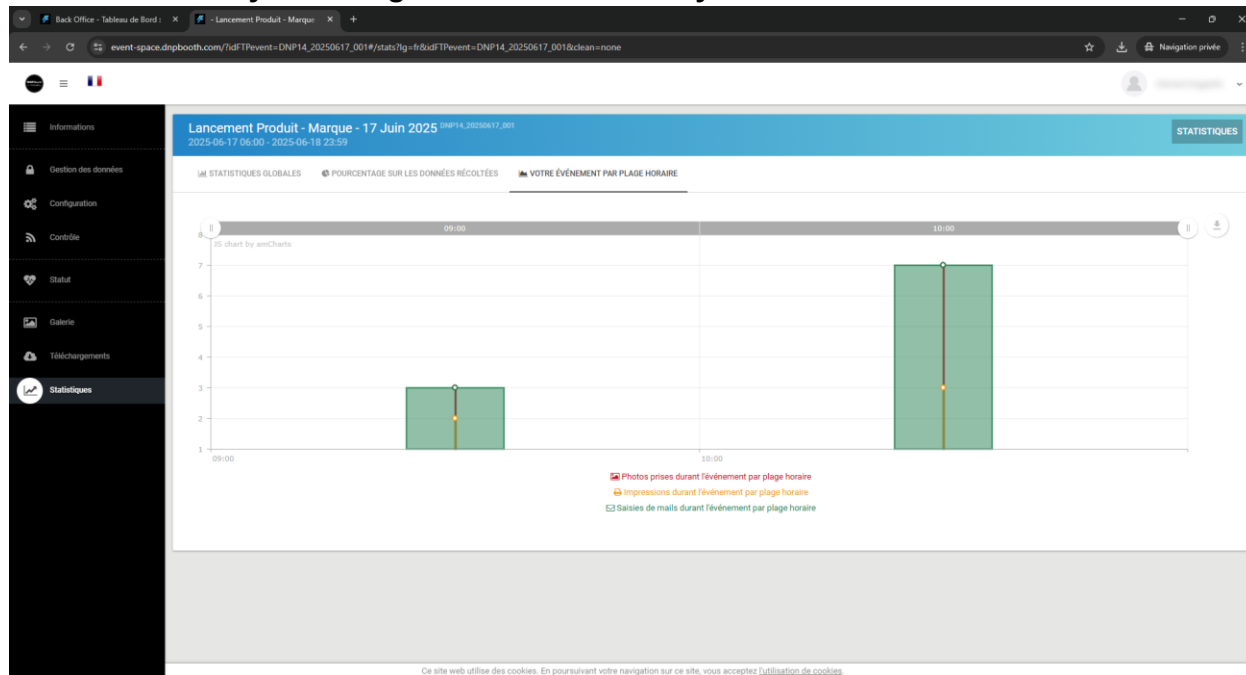 Back Office - Tableau de Bord :
- Lancement Produit - Marque
event-space.dnpbooth.com/?idFTPevent=DNP14_20250617_001#/stats?lg=fr&idFTPevent=DNP14_20250617_001&clean=none
Navigation privée
Informations
Gestion des données
Configuration
Contrôle
Statut
Galerie
Téléchargements
Statistiques
Lancement Produit - Marque - 17 Juin 2025 DNP14_20250617_001
2025-06-17 06:00 - 2025-06-18 23:59
STATISTIQUES
STATISTIQUES GLOBALES
POURCENTAGE SUR LES DONNÉES RÉCOLTÉES
VOTRE ÉVÉNEMENT PAR PLAGE HORAIRE
09:00
10:00
8
JS chart by amCharts
7
6
5
4
3
2
1
09:00
10:00
Photos prises durant l'événement par plage horaire
Impressions durant l'événement par plage horaire
Saisies de mails durant l'événement par plage horaire
Ce site web utilise des cookies. En poursuivant votre navigation sur ce site, vous acceptez l'utilisation de cookies.